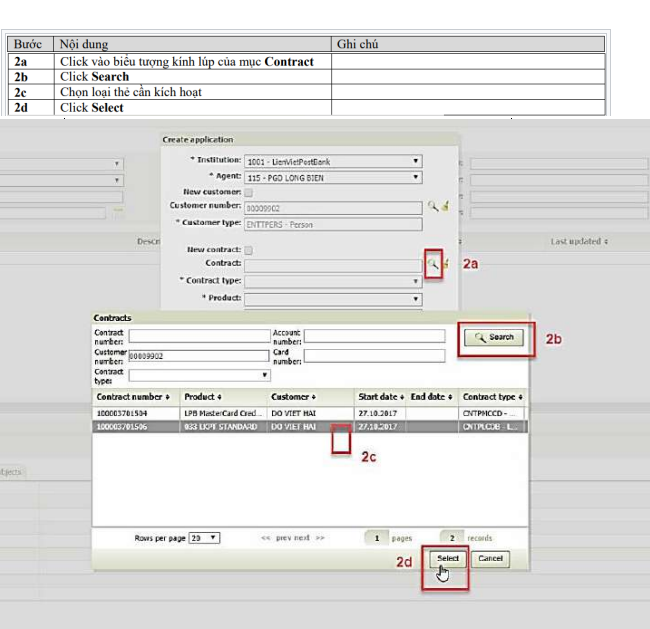 Bước Nội dung Ghi chú
2a Click vào biểu tượng kính lúp của mục Contract
2b Click Search
2c Chọn loại thẻ cần kích hoạt
2d Click Select
Create application
* Institution: 1001 - LienVietPostBank
* Agent: 115 - PGD LONG BIEN
New customer:
Customer number: 00009902
* Customer type: ENTTPERS - Person
Descr
Last updated
New contract:
Contract: 2a
* Contract type:
* Product:
Contracts
Contract number: Account number: Search 2b
Customer number: 00009902 Card number:
Contract type:
Contract number Product Customer Start date End date Contract type
100003701504 LPB MasterCard Cred... DO VIET HAI 27.10.2017 CNTPMCCD - ...
100003701506 033 LKPT STANDARD DO VIET HAI 27.10.2017
2c
bjects
Rows per page 20 << prev next >> 1 pages 2 records
2d Select Cancel